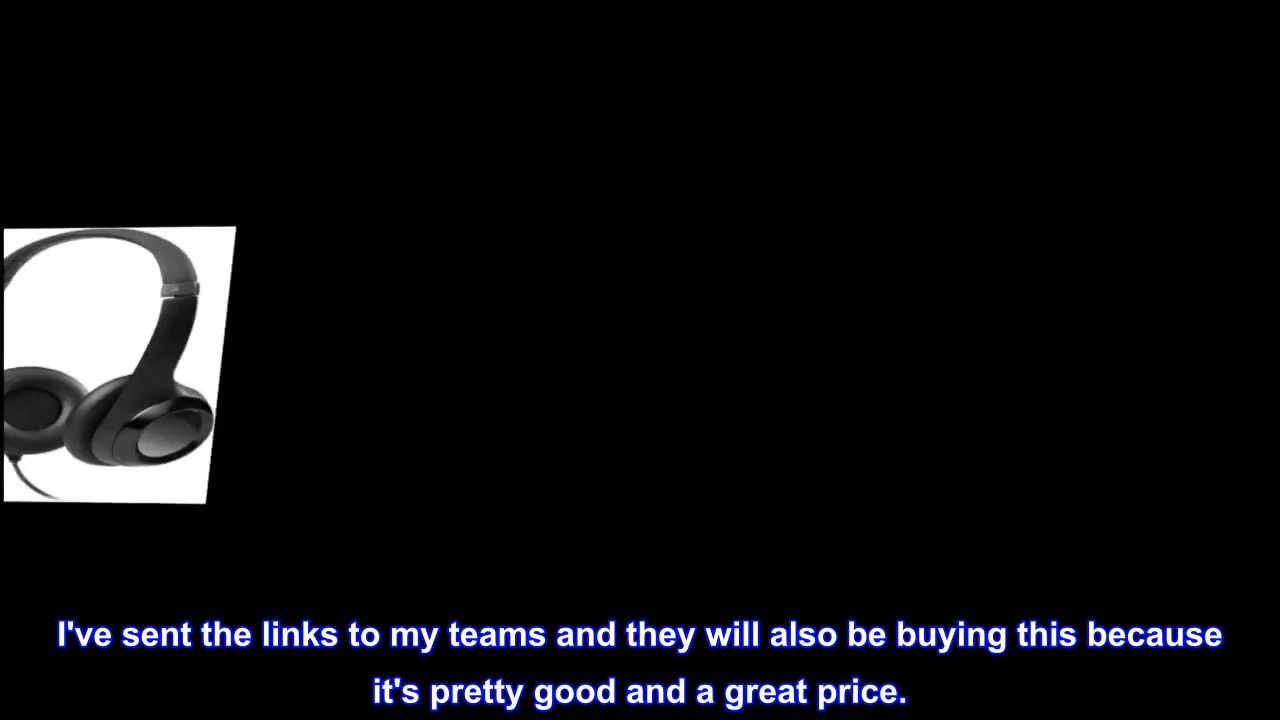 I've sent the links to my teams and they will also be buying this because
it's pretty good and a great price.